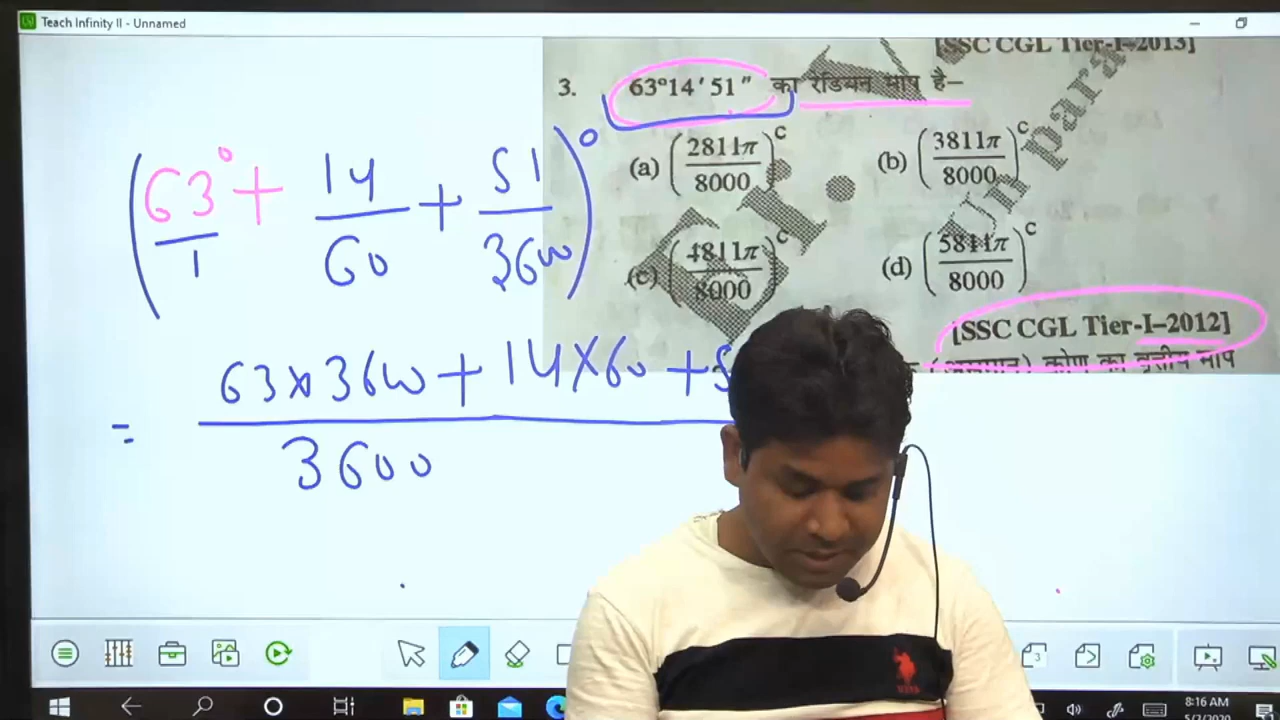 Teach Infinity II - Unnamed
[SSC CGL Tier-I-2013]
3. 63°14'51" का रेडियन माप है–
(a) (2811π/8000)^c (b) (3811π/8000)^c
(c) (4811π/8000)^c (d) (5811π/8000)^c
[SSC CGL Tier-I–2012]
कोण का वृत्तीय माप
(63°/1 + 14/60 + 51/3600)°
= 63×3600 + 14×60 + 5
3600
3
8:16 AM